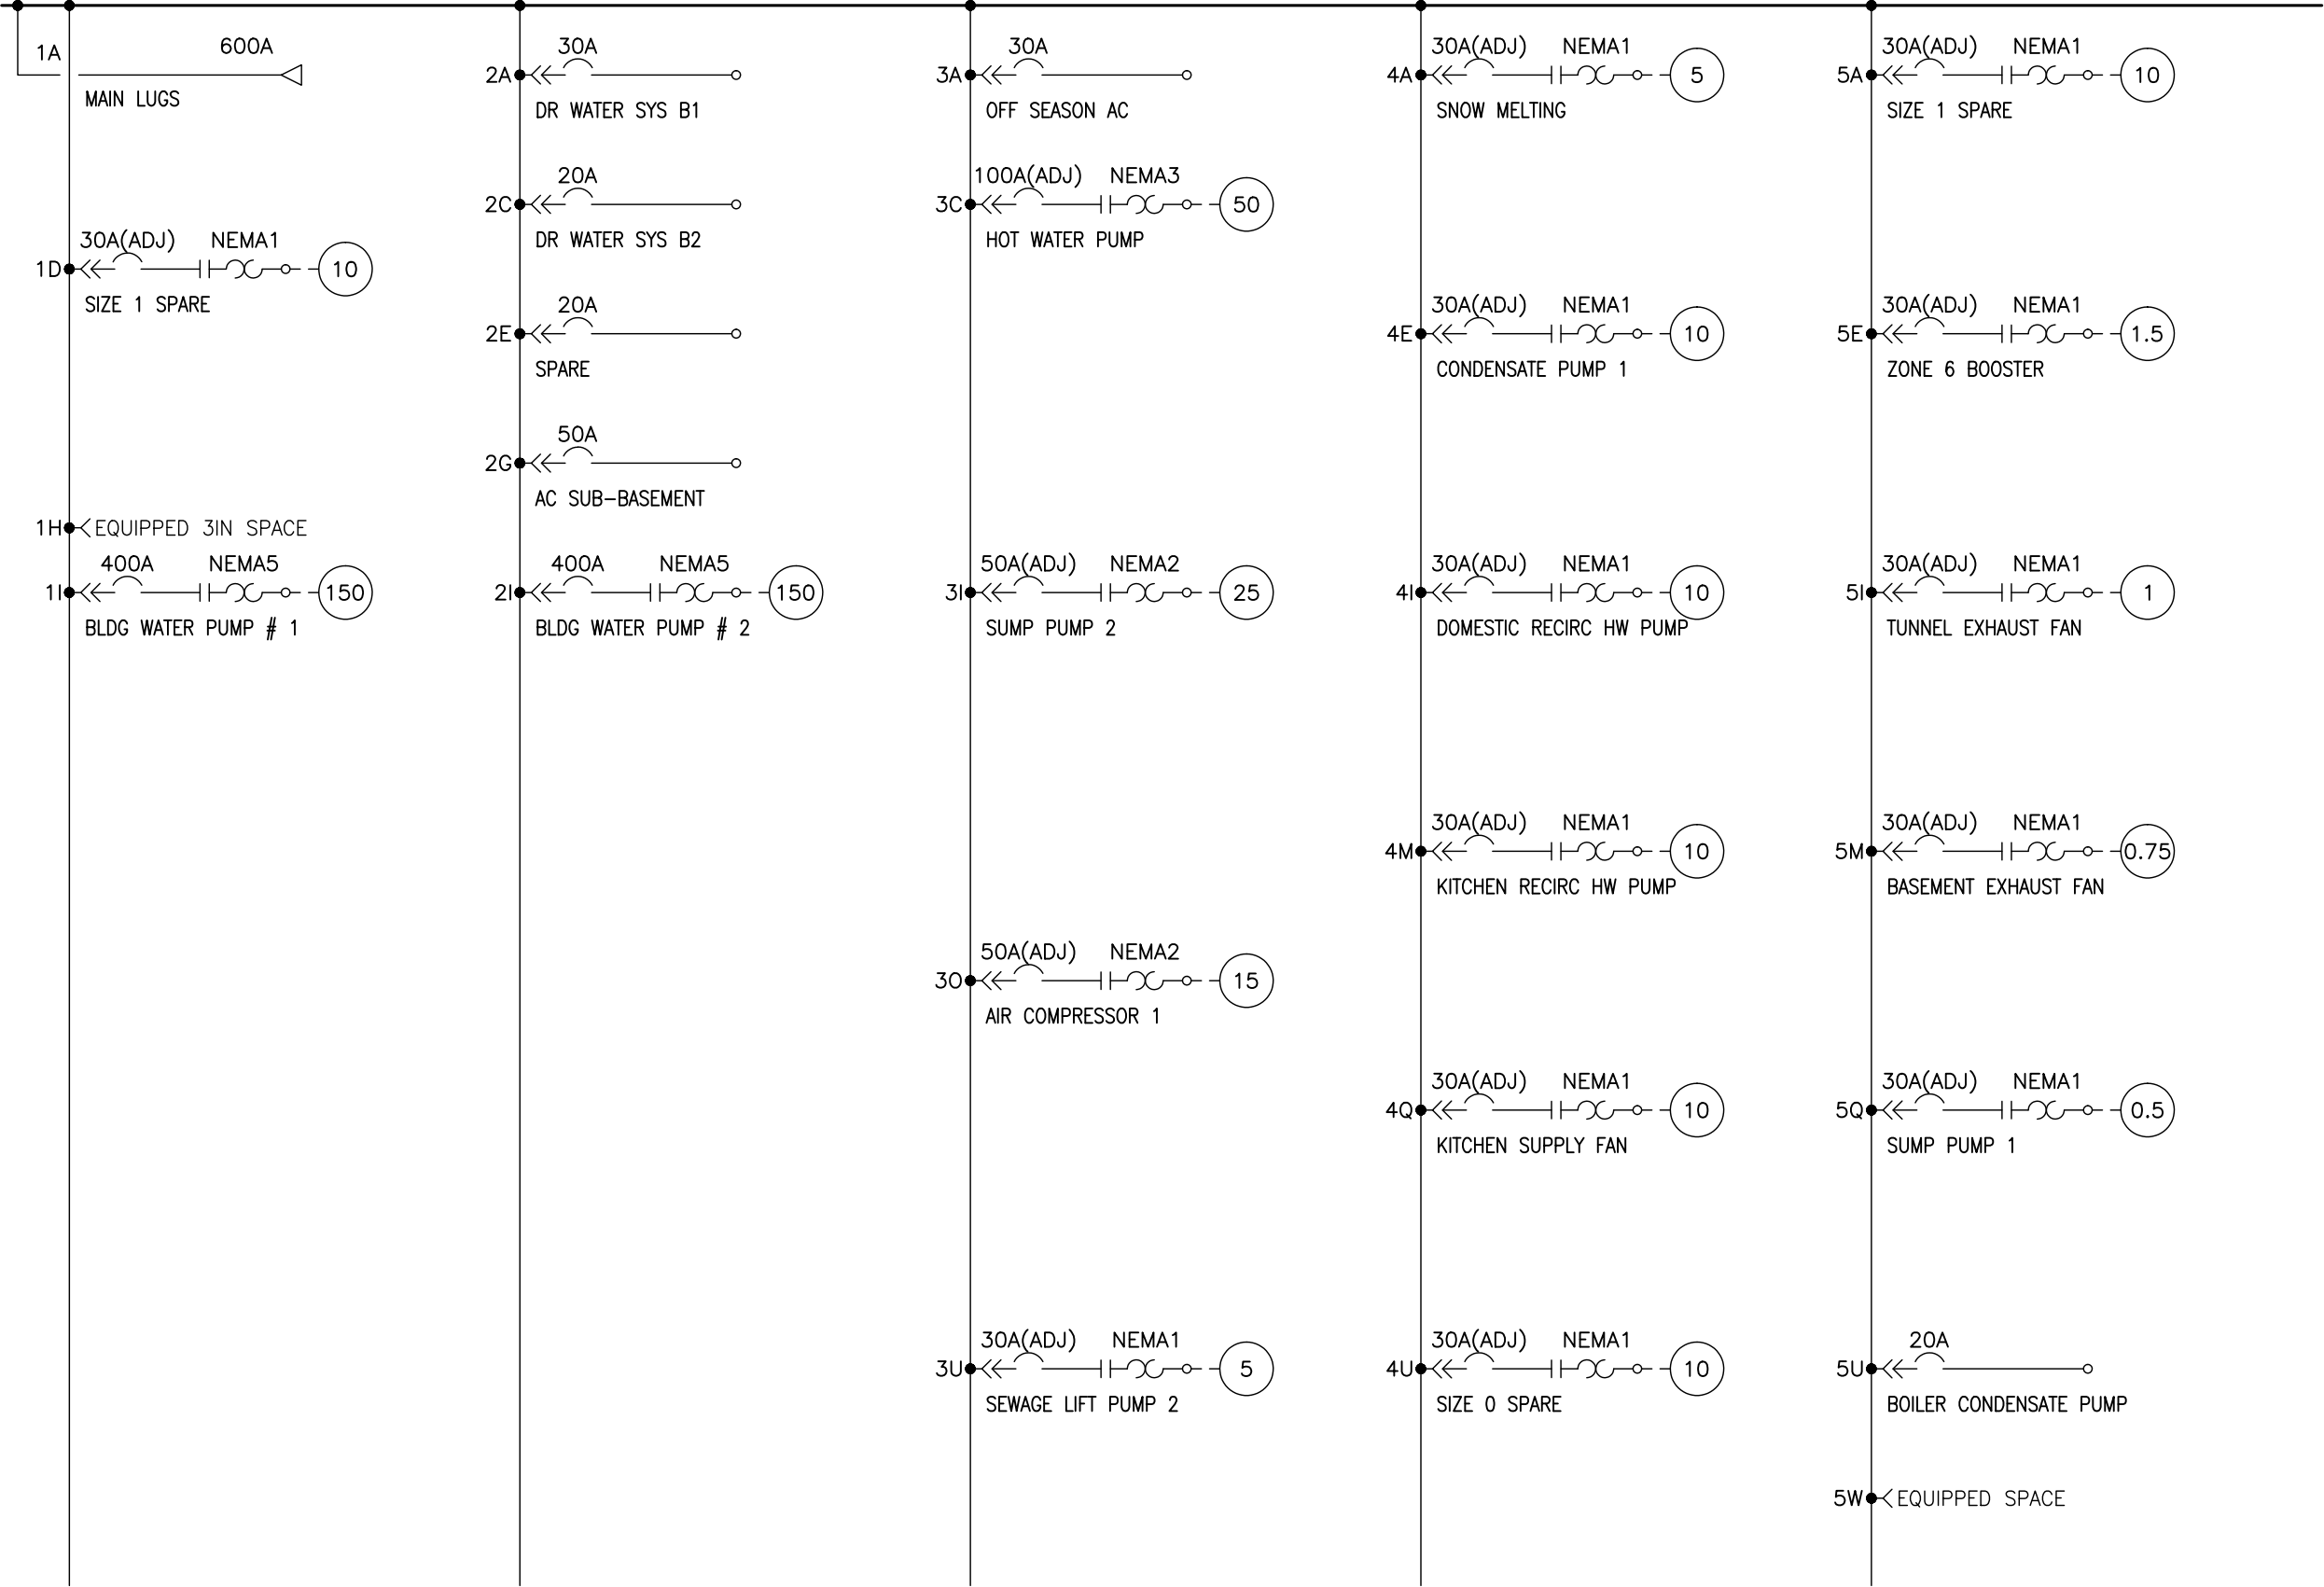 1A 600A
MAIN LUGS
30A(ADJ) NEMA1
1D 10
SIZE 1 SPARE
1H EQUIPPED 3IN SPACE
400A NEMA5
1I 150
BLDG WATER PUMP # 1
30A
2A
DR WATER SYS B1
20A
2C
DR WATER SYS B2
20A
2E
SPARE
50A
2G
AC SUB-BASEMENT
400A NEMA5
2I 150
BLDG WATER PUMP # 2
30A
3A
OFF SEASON AC
100A(ADJ) NEMA3
3C 50
HOT WATER PUMP
50A(ADJ) NEMA2
3I 25
SUMP PUMP 2
50A(ADJ) NEMA2
3O 15
AIR COMPRESSOR 1
30A(ADJ) NEMA1
3U 5
SEWAGE LIFT PUMP 2
30A(ADJ) NEMA1
4A 5
SNOW MELTING
30A(ADJ) NEMA1
4E 10
CONDENSATE PUMP 1
30A(ADJ) NEMA1
4I 10
DOMESTIC RECIRC HW PUMP
30A(ADJ) NEMA1
4M 10
KITCHEN RECIRC HW PUMP
30A(ADJ) NEMA1
4Q 10
KITCHEN SUPPLY FAN
30A(ADJ) NEMA1
4U 10
SIZE 0 SPARE
30A(ADJ) NEMA1
5A 10
SIZE 1 SPARE
30A(ADJ) NEMA1
5E 1.5
ZONE 6 BOOSTER
30A(ADJ) NEMA1
5I 1
TUNNEL EXHAUST FAN
30A(ADJ) NEMA1
5M 0.75
BASEMENT EXHAUST FAN
30A(ADJ) NEMA1
5Q 0.5
SUMP PUMP 1
20A
5U
BOILER CONDENSATE PUMP
5W EQUIPPED SPACE